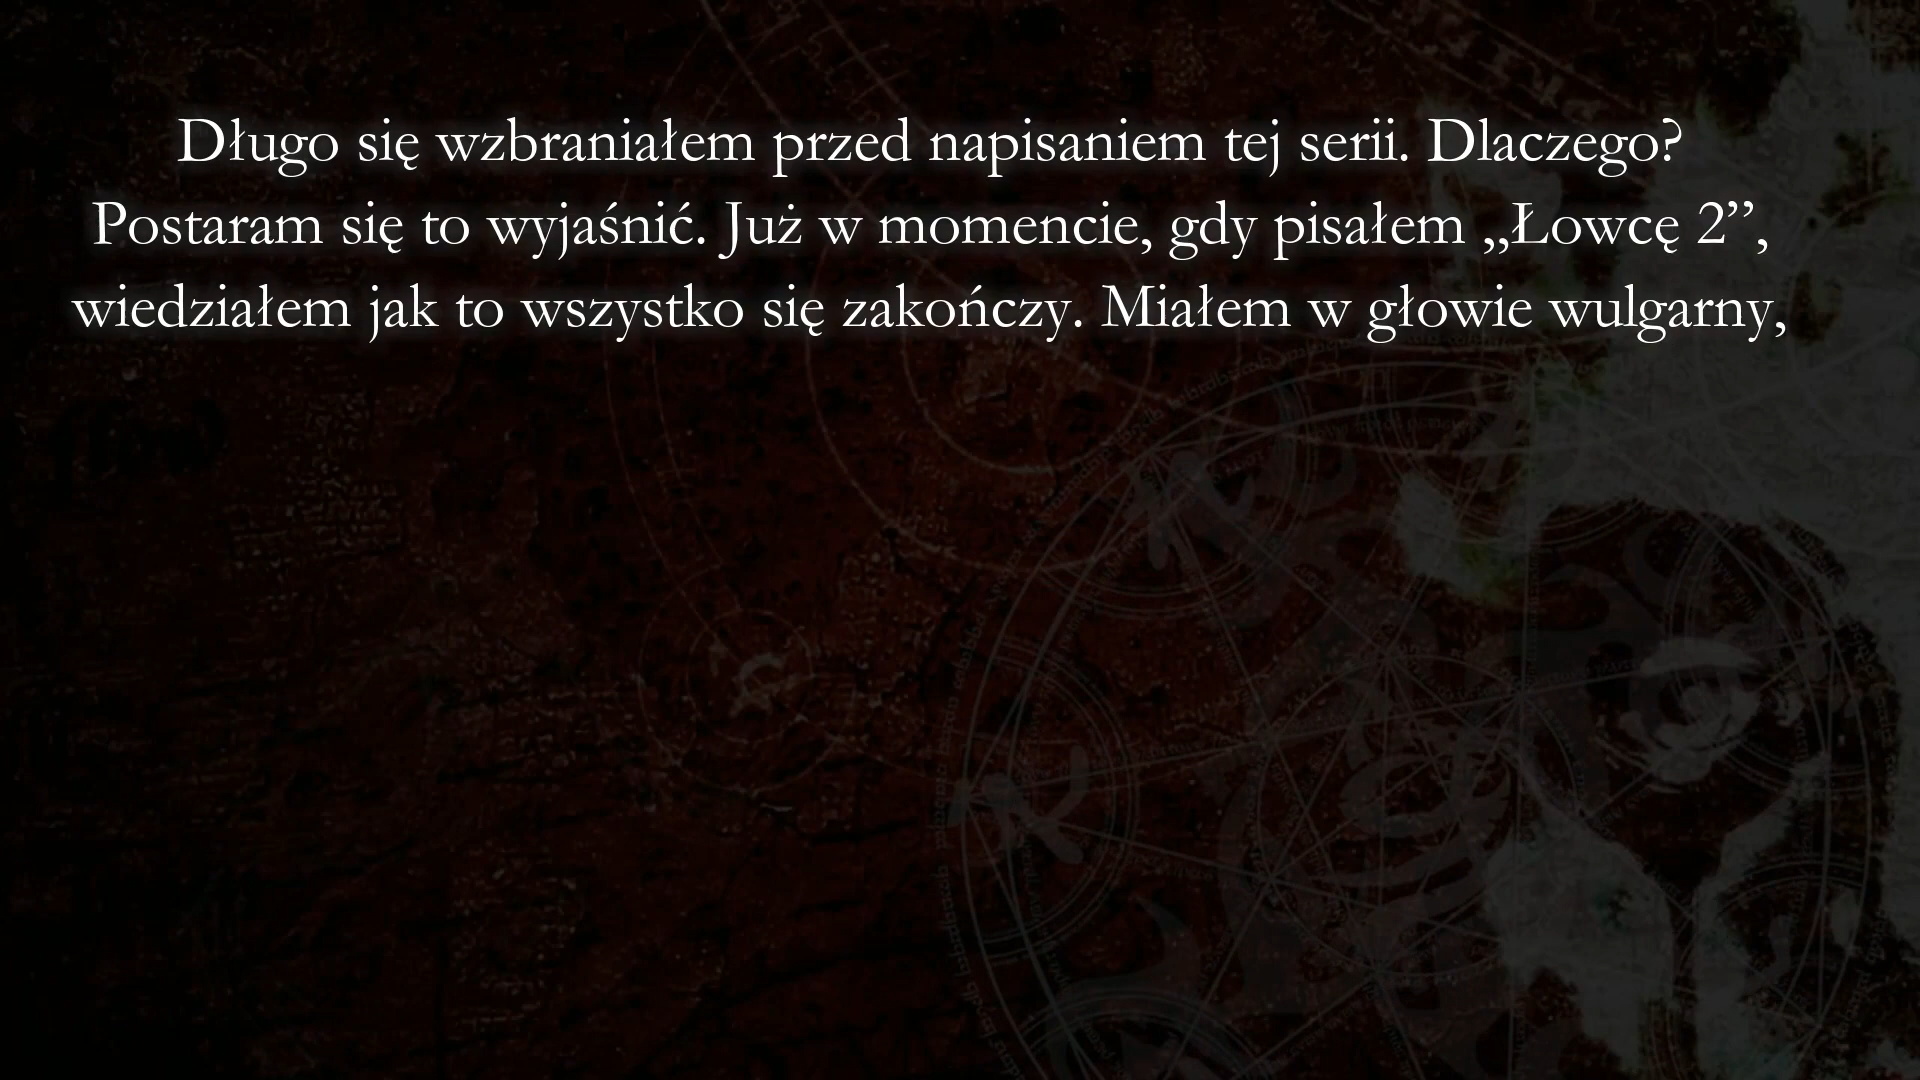 Długo się wzbraniałem przed napisaniem tej serii. Dlaczego?
Postaram się to wyjaśnić. Już w momencie, gdy pisałem „Łowcę 2”,
wiedziałem jak to wszystko się zakończy. Miałem w głowie wulgarny,